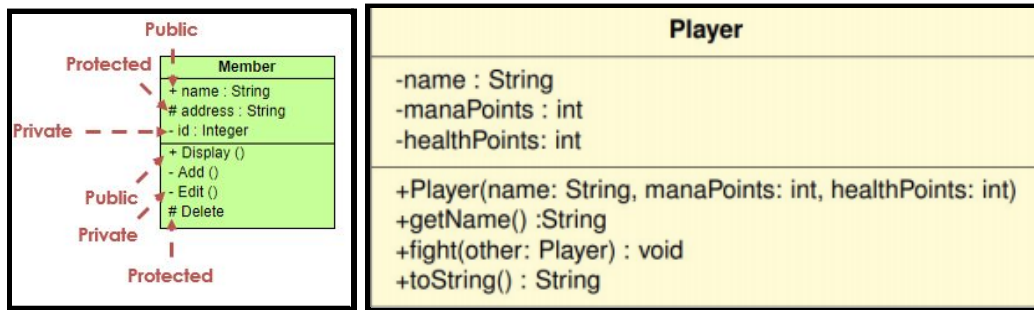 Public
Protected
Private
Member
+ name : String
# address : String
- id : Integer
+ Display ()
- Add ()
- Edit ()
# Delete
Public
Private
Protected
Player
-name : String
-manaPoints : int
-healthPoints: int
+Player(name: String, manaPoints: int, healthPoints: int)
+getName() :String
+fight(other: Player) : void
+toString() : String